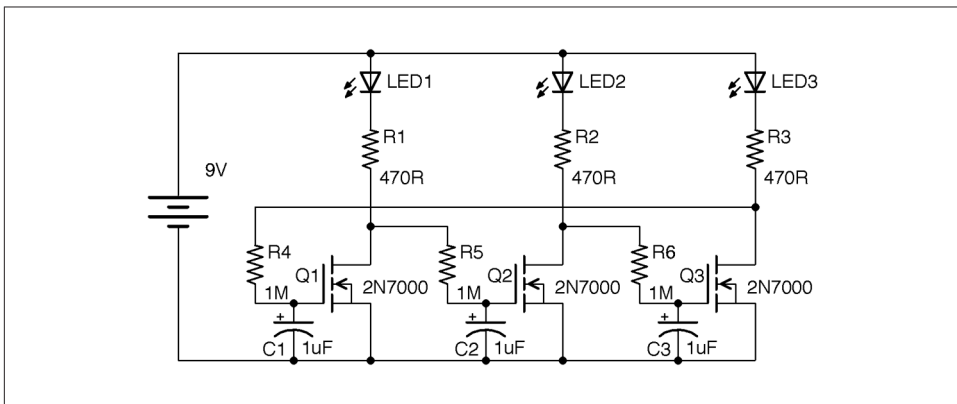 LED1
LED2
LED3
R1
R2
R3
9V
470R
470R
470R
R4
R5
R6
Q1
Q2
Q3
2N7000
2N7000
2N7000
1M
1M
1M
+
+
+
C1
1uF
C2
1uF
C3
1uF